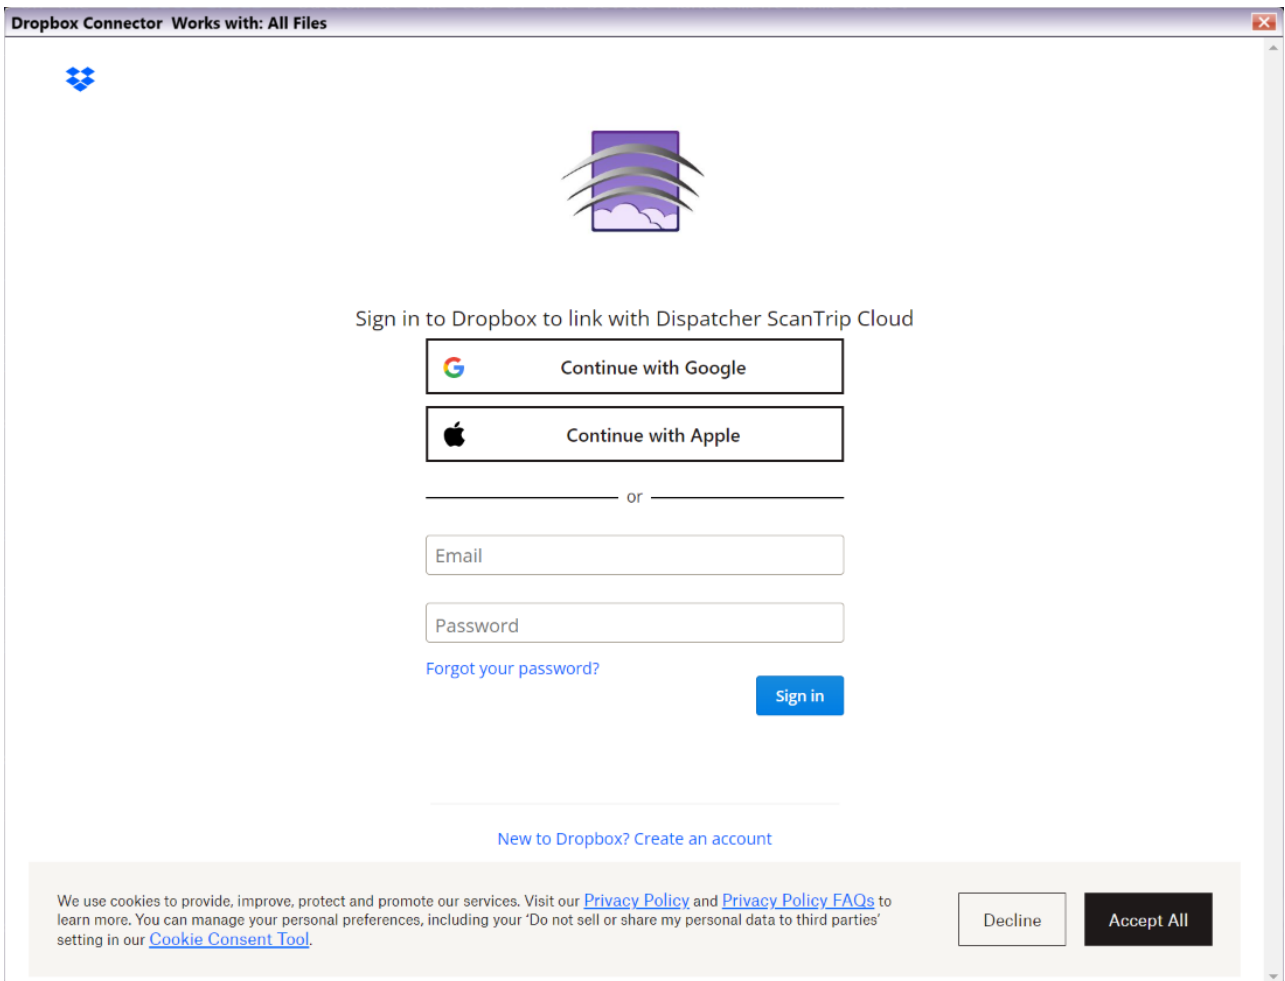 Dropbox Connector  Works with: All Files
Sign in to Dropbox to link with Dispatcher ScanTrip Cloud
Continue with Google
Continue with Apple
or
Email
Password
Forgot your password?
Sign in
New to Dropbox? Create an account
We use cookies to provide, improve, protect and promote our services. Visit our Privacy Policy and Privacy Policy FAQs to
learn more. You can manage your personal preferences, including your ‘Do not sell or share my personal data to third parties’
setting in our Cookie Consent Tool.
Decline
Accept All